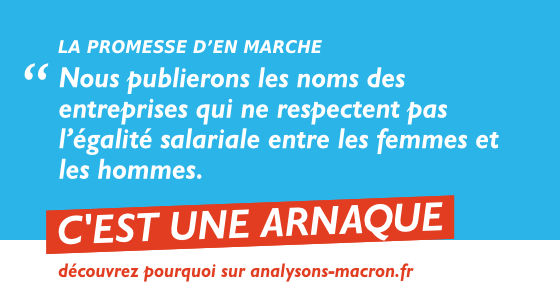 LA PROMESSE D’EN MARCHE
“ Nous publierons les noms des
entreprises qui ne respectent pas
l’égalité salariale entre les femmes et
les hommes.
C'EST UNE ARNAQUE
découvrez pourquoi sur analysons-macron.fr